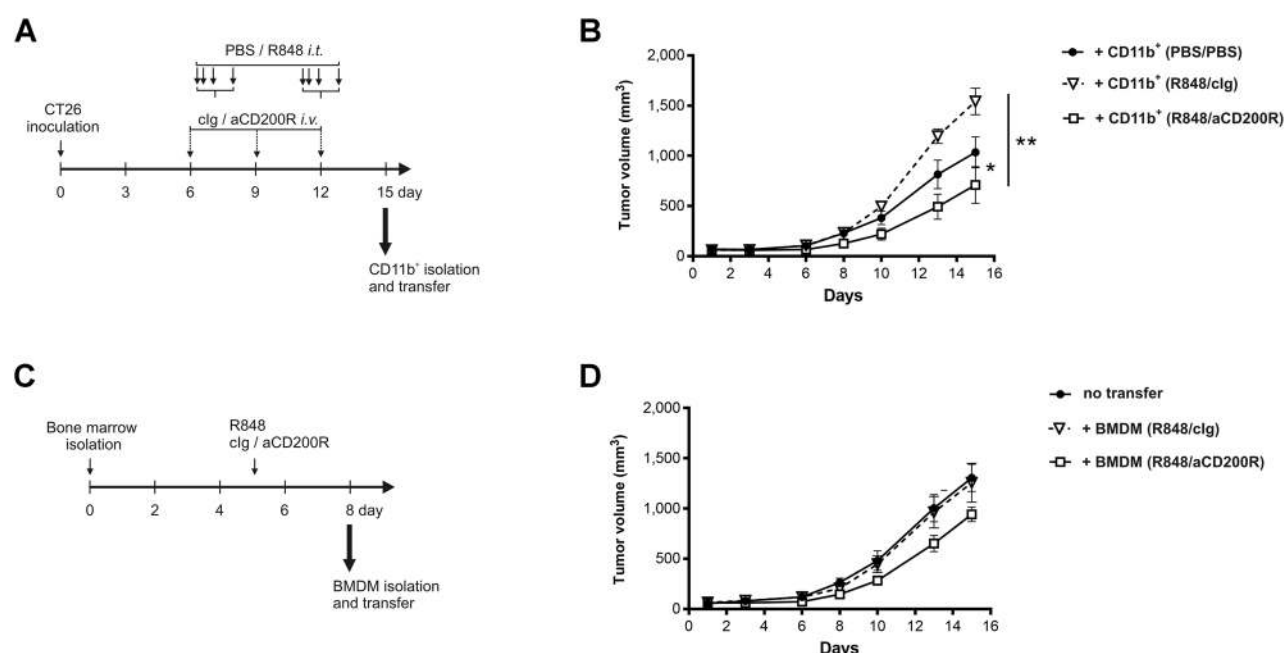 A
PBS / R848 i.t.
CT26
inoculation
cIg / aCD200R i.v.
0 3 6 9 12 15 day
CD11b+ isolation
and transfer
B
Tumor volume (mm³)
2,000
1,500
1,000
500
0
0 2 4 6 8 10 12 14 16
Days
**
*
+ CD11b+ (PBS/PBS)
+ CD11b+ (R848/cIg)
+ CD11b+ (R848/aCD200R)
C
Bone marrow
isolation
R848
cIg / aCD200R
0 2 4 6 8 day
BMDM isolation
and transfer
D
Tumor volume (mm³)
2,000
1,500
1,000
500
0
0 2 4 6 8 10 12 14 16
Days
no transfer
+ BMDM (R848/cIg)
+ BMDM (R848/aCD200R)